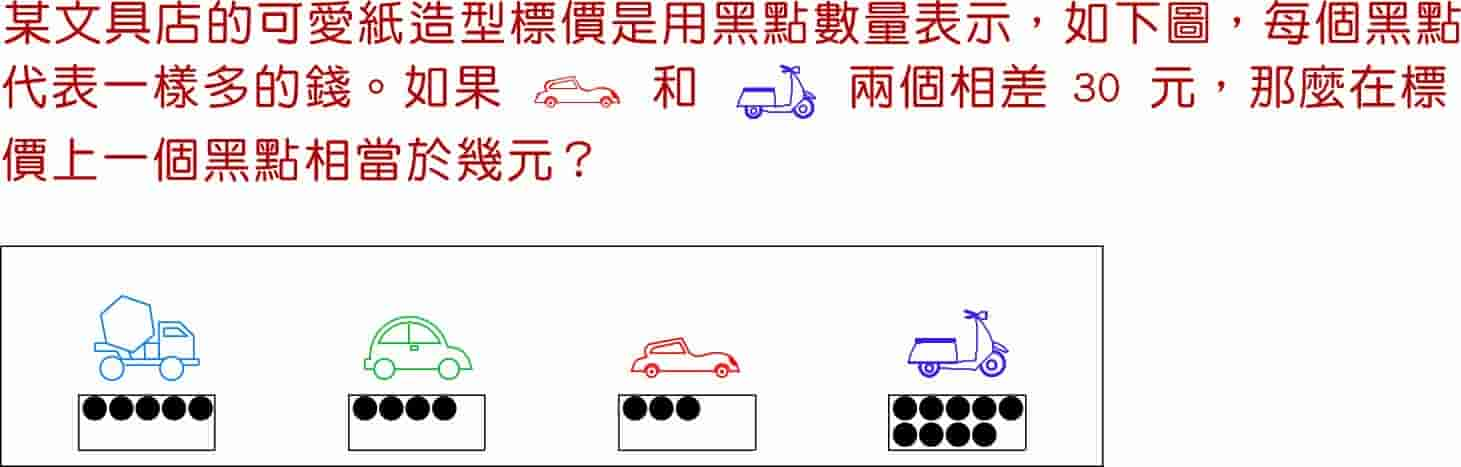 某文具店的可愛紙造型標價是用黑點數量表示，如下圖，每個黑點
代表一樣多的錢。如果 和 兩個相差 30 元，那麼在標
價上一個黑點相當於幾元？